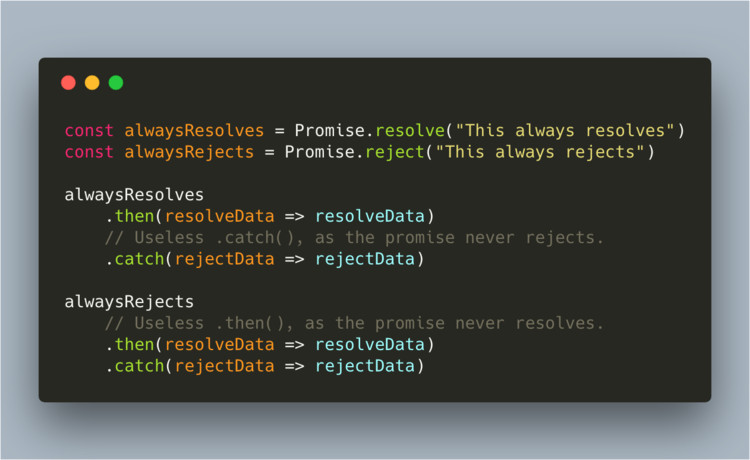 const alwaysResolves = Promise.resolve("This always resolves")
const alwaysRejects = Promise.reject("This always rejects")

alwaysResolves
    .then(resolveData => resolveData)
    // Useless .catch(), as the promise never rejects.
    .catch(rejectData => rejectData)

alwaysRejects
    // Useless .then(), as the promise never resolves.
    .then(resolveData => resolveData)
    .catch(rejectData => rejectData)